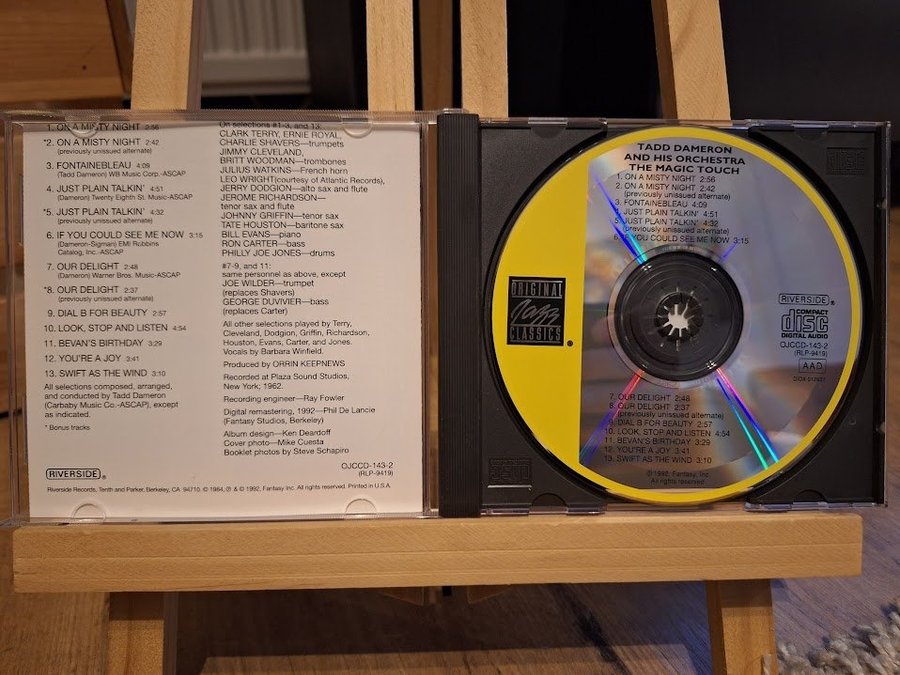 1. ON A MISTY NIGHT 2:56
*2. ON A MISTY NIGHT 2:42
(previously unissued alternate)
3. FONTAINEBLEAU 4:09
(Tadd Dameron) WB Music Corp.-ASCAP
4. JUST PLAIN TALKIN' 4:51
(Dameron) Twenty Eighth St. Music-ASCAP
*5. JUST PLAIN TALKIN' 4:32
(previously unissued alternate)
6. IF YOU COULD SEE ME NOW 3:15
(Dameron-Sigman) EMI Robbins
Catalog, Inc.-ASCAP
7. OUR DELIGHT 2:48
(Dameron) Warner Bros. Music-ASCAP
*8. OUR DELIGHT 2:37
(previously unissued alternate)
9. DIAL B FOR BEAUTY 2:57
10. LOOK, STOP AND LISTEN 4:54
11. BEVAN'S BIRTHDAY 3:29
12. YOU'RE A JOY 3:41
13. SWIFT AS THE WIND 3:10
All selections composed, arranged,
and conducted by Tadd Dameron
(Carbaby Music Co.-ASCAP), except
as indicated.
* Bonus tracks
On selections #1-3, and 13:
CLARK TERRY, ERNIE ROYAL,
CHARLIE SHAVERS—trumpets
JIMMY CLEVELAND,
BRITT WOODMAN—trombones
JULIUS WATKINS—French horn
LEO WRIGHT(courtesy of Atlantic Records),
JERRY DODGION—alto sax and flute
JEROME RICHARDSON—
tenor sax and flute
JOHNNY GRIFFIN—tenor sax
TATE HOUSTON—baritone sax
BILL EVANS—piano
RON CARTER—bass
PHILLY JOE JONES—drums
#7-9, and 11:
same personnel as above, except
JOE WILDER—trumpet
(replaces Shavers)
GEORGE DUVIVIER—bass
(replaces Carter)
All other selections played by Terry,
Cleveland, Dodgion, Griffin, Richardson,
Houston, Evans, Carter, and Jones.
Vocals by Barbara Winfield.
Produced by ORRIN KEEPNEWS
Recorded at Plaza Sound Studios,
New York; 1962.
Recording engineer—Ray Fowler
Digital remastering, 1992—Phil De Lancie
(Fantasy Studios, Berkeley)
Album design—Ken Deardoff
Cover photo—Mike Cuesta
Booklet photos by Steve Schapiro
OJCCD-143-2
(RLP-9419)
RIVERSIDE®
Riverside Records, Tenth and Parker, Berkeley, CA 94710. © 1984, ℗ & © 1992, Fantasy, Inc. All rights reserved. Printed in U.S.A.
TADD DAMERON
AND HIS ORCHESTRA
THE MAGIC TOUCH
1. ON A MISTY NIGHT 2:56
2. ON A MISTY NIGHT 2:42
(previously unissued alternate)
3. FONTAINEBLEAU 4:09
4. JUST PLAIN TALKIN' 4:51
5. JUST PLAIN TALKIN' 4:32
(previously unissued alternate)
6. IF YOU COULD SEE ME NOW 3:15
ORIGINAL
Jazz
CLASSICS
RIVERSIDE®
COMPACT
disc
DIGITAL AUDIO
OJCCD-143-2
(RLP-9419)
AAD
7. OUR DELIGHT 2:48
8. OUR DELIGHT 2:37
(previously unissued alternate)
9. DIAL B FOR BEAUTY 2:57
10. LOOK, STOP AND LISTEN 4:54
11. BEVAN'S BIRTHDAY 3:29
12. YOU'RE A JOY 3:41
13. SWIFT AS THE WIND 3:10
℗1992, Fantasy, Inc.
All rights reserved.